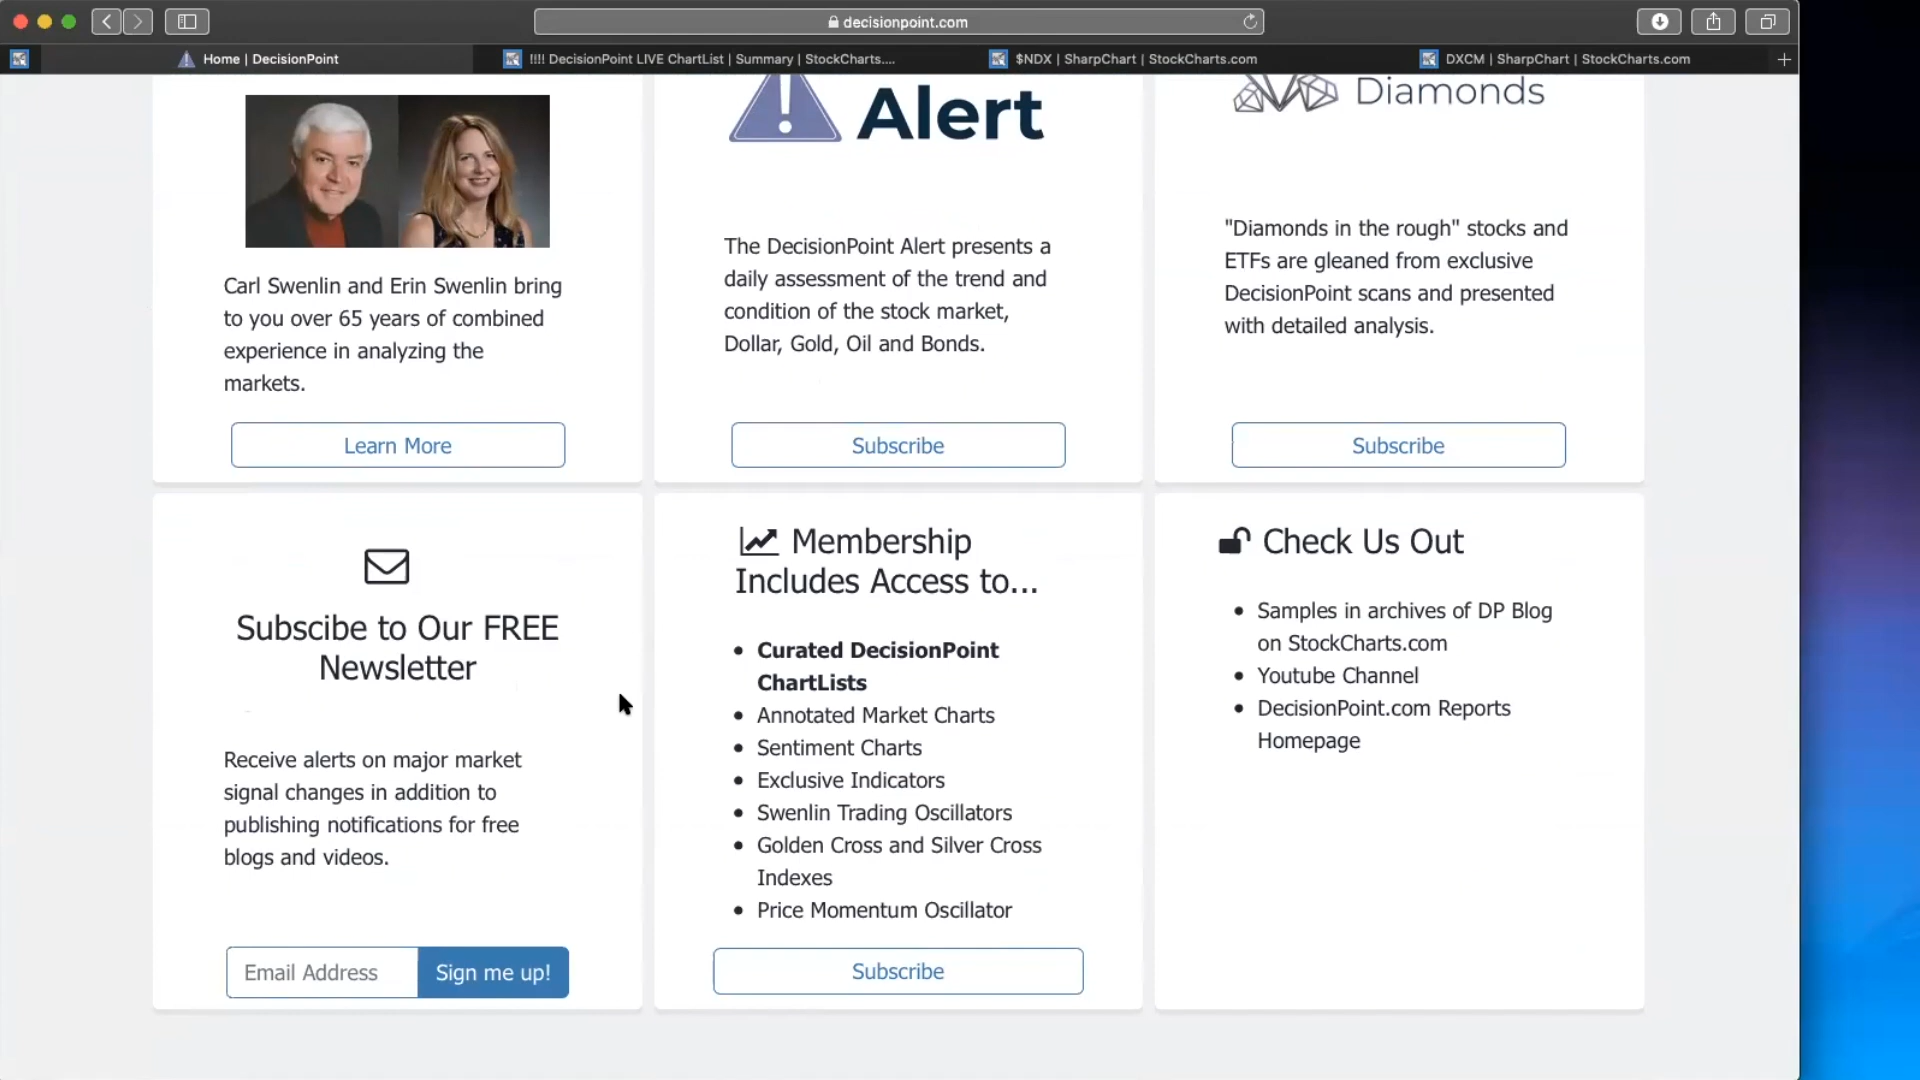 decisionpoint.com
Home | DecisionPoint
!!!! DecisionPoint LIVE ChartList | Summary | StockCharts....
$NDX | SharpChart | StockCharts.com
DXCM | SharpChart | StockCharts.com
Carl Swenlin and Erin Swenlin bring
to you over 65 years of combined
experience in analyzing the
markets.
Learn More
Alert
The DecisionPoint Alert presents a
daily assessment of the trend and
condition of the stock market,
Dollar, Gold, Oil and Bonds.
Subscribe
Diamonds
"Diamonds in the rough" stocks and
ETFs are gleaned from exclusive
DecisionPoint scans and presented
with detailed analysis.
Subscribe
Subscibe to Our FREE
Newsletter
Receive alerts on major market
signal changes in addition to
publishing notifications for free
blogs and videos.
Email Address
Sign me up!
Membership
Includes Access to...
• Curated DecisionPoint
ChartLists
• Annotated Market Charts
• Sentiment Charts
• Exclusive Indicators
• Swenlin Trading Oscillators
• Golden Cross and Silver Cross
Indexes
• Price Momentum Oscillator
Subscribe
Check Us Out
• Samples in archives of DP Blog
on StockCharts.com
• Youtube Channel
• DecisionPoint.com Reports
Homepage